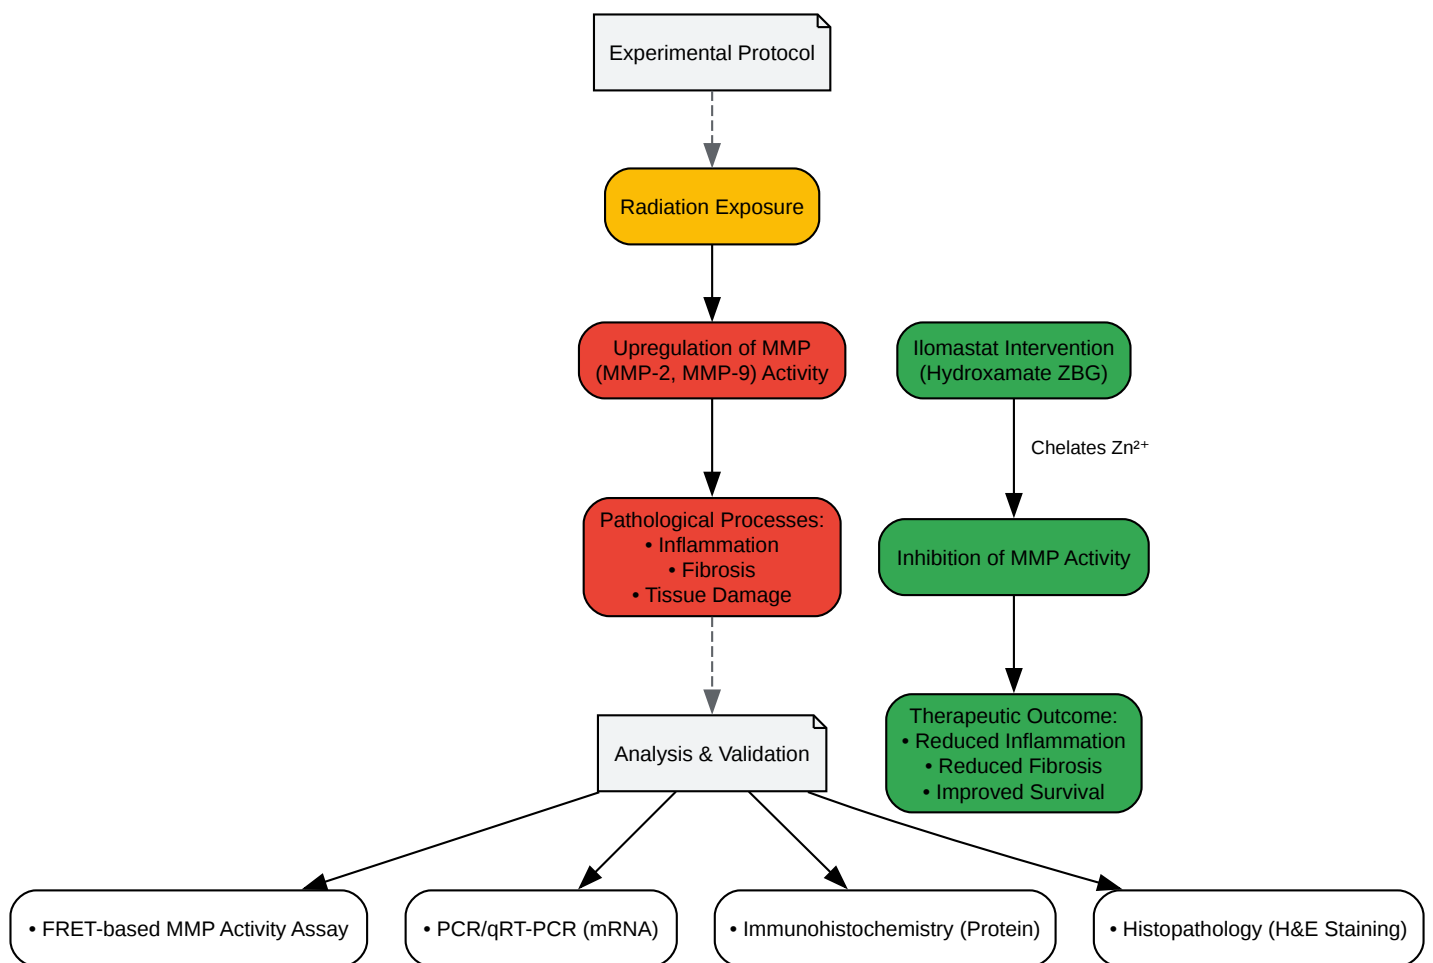 Experimental Protocol
Radiation Exposure
Upregulation of MMP
(MMP-2, MMP-9) Activity
Ilomastat Intervention
(Hydroxamate ZBG)
Chelates Zn²⁺
Pathological Processes:
• Inflammation
• Fibrosis
• Tissue Damage
Inhibition of MMP Activity
Analysis & Validation
Therapeutic Outcome:
• Reduced Inflammation
• Reduced Fibrosis
• Improved Survival
• FRET-based MMP Activity Assay
• PCR/qRT-PCR (mRNA)
• Immunohistochemistry (Protein)
• Histopathology (H&E Staining)